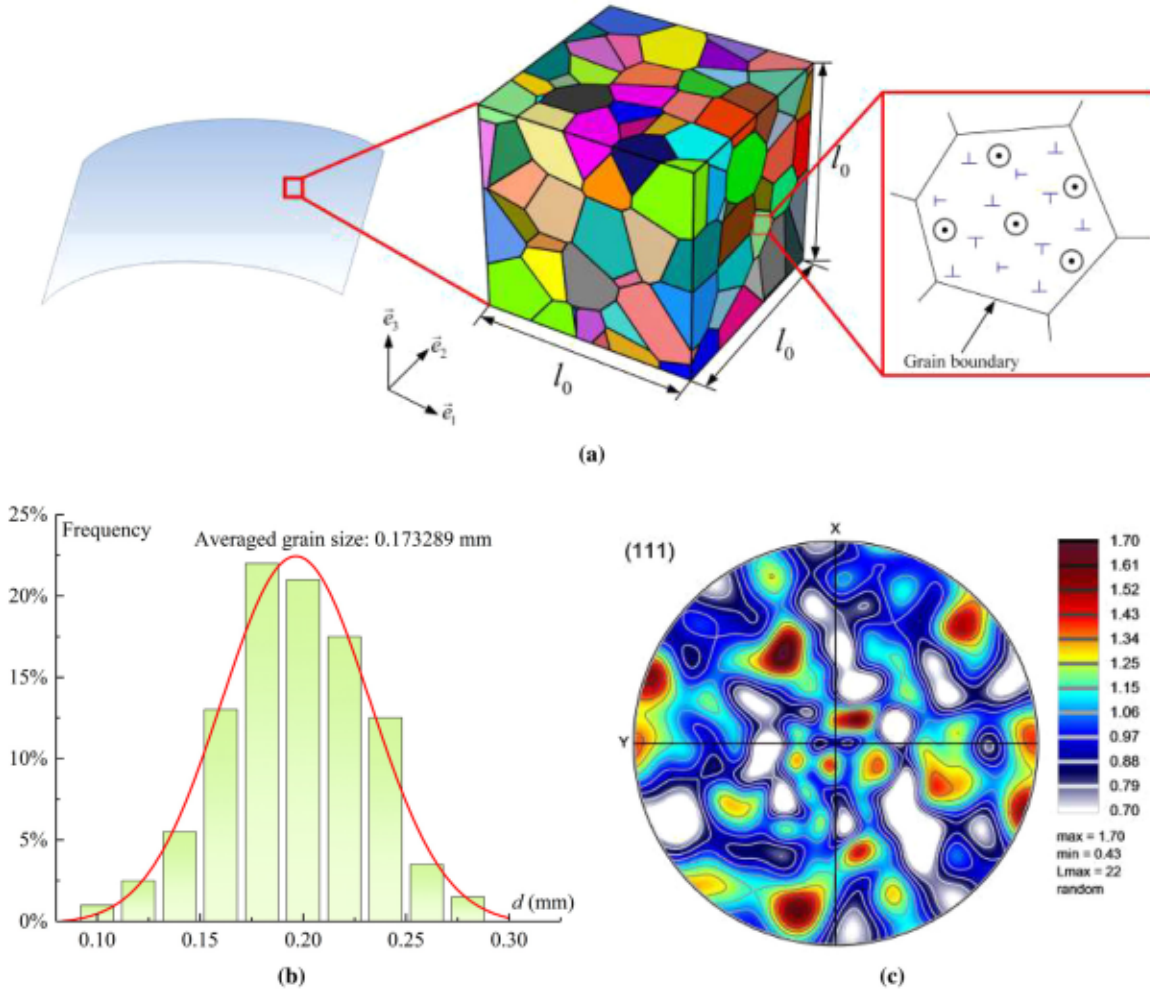 l₀
l₀
l₀
e⃗₃
e⃗₂
e⃗₁
Grain boundary
(a)
25%
20%
15%
10%
5%
0%
Frequency
Averaged grain size: 0.173289 mm
d (mm)
0.10 0.15 0.20 0.25 0.30
(b)
(111)
X
Y
1.70
1.61
1.52
1.43
1.34
1.25
1.15
1.06
0.97
0.88
0.79
0.70
max = 1.70
min = 0.43
Lmax = 22
random
(c)